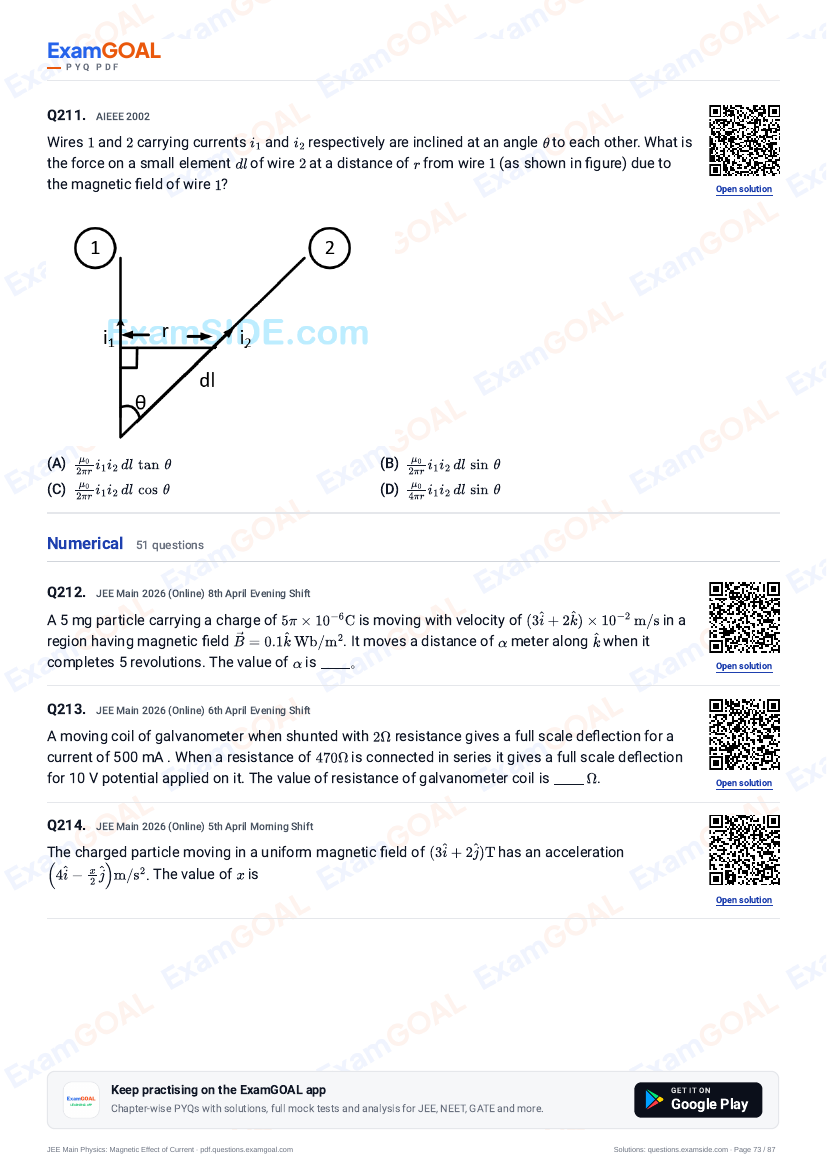 ExamGOAL
PYQ PDF
Q211. AIEEE 2002
Wires 1 and 2 carrying currents i₁ and i₂ respectively are inclined at an angle θ to each other. What is
the force on a small element dl of wire 2 at a distance of r from wire 1 (as shown in figure) due to
the magnetic field of wire 1?
Open solution
1 2
ExamSIDE.com
i₁ r i₂
dl
θ
(A) μ₀/2πr i₁i₂ dl tan θ (B) μ₀/2πr i₁i₂ dl sin θ
(C) μ₀/2πr i₁i₂ dl cos θ (D) μ₀/4πr i₁i₂ dl sin θ
Numerical 51 questions
Q212. JEE Main 2026 (Online) 8th April Evening Shift
A 5 mg particle carrying a charge of 5π × 10⁻⁶C is moving with velocity of (3î + 2k̂) × 10⁻² m/s in a
region having magnetic field B⃗ = 0.1k̂ Wb/m². It moves a distance of α meter along k̂ when it
completes 5 revolutions. The value of α is ____。
Open solution
Q213. JEE Main 2026 (Online) 6th April Evening Shift
A moving coil of galvanometer when shunted with 2Ω resistance gives a full scale deflection for a
current of 500 mA . When a resistance of 470Ω is connected in series it gives a full scale deflection
for 10 V potential applied on it. The value of resistance of galvanometer coil is ____ Ω.
Open solution
Q214. JEE Main 2026 (Online) 5th April Morning Shift
The charged particle moving in a uniform magnetic field of (3î + 2ĵ)T has an acceleration
(4î − x/2 ĵ)m/s². The value of x is
Open solution
Keep practising on the ExamGOAL app
Chapter-wise PYQs with solutions, full mock tests and analysis for JEE, NEET, GATE and more.
GET IT ON
Google Play
JEE Main Physics: Magnetic Effect of Current · pdf.questions.examgoal.com
Solutions: questions.examside.com · Page 73 / 87